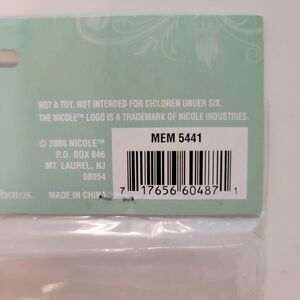 NOT A TOY. NOT INTENDED FOR CHILDREN UNDER SIX.
THE NICOLE™ LOGO IS A TRADEMARK OF NICOLE INDUSTRIES.
© 2008 NICOLE™
P.O. BOX 846
MT. LAUREL, NJ
08054
MEM 5441
7 17656 60487 1
photos.
MADE IN CHINA